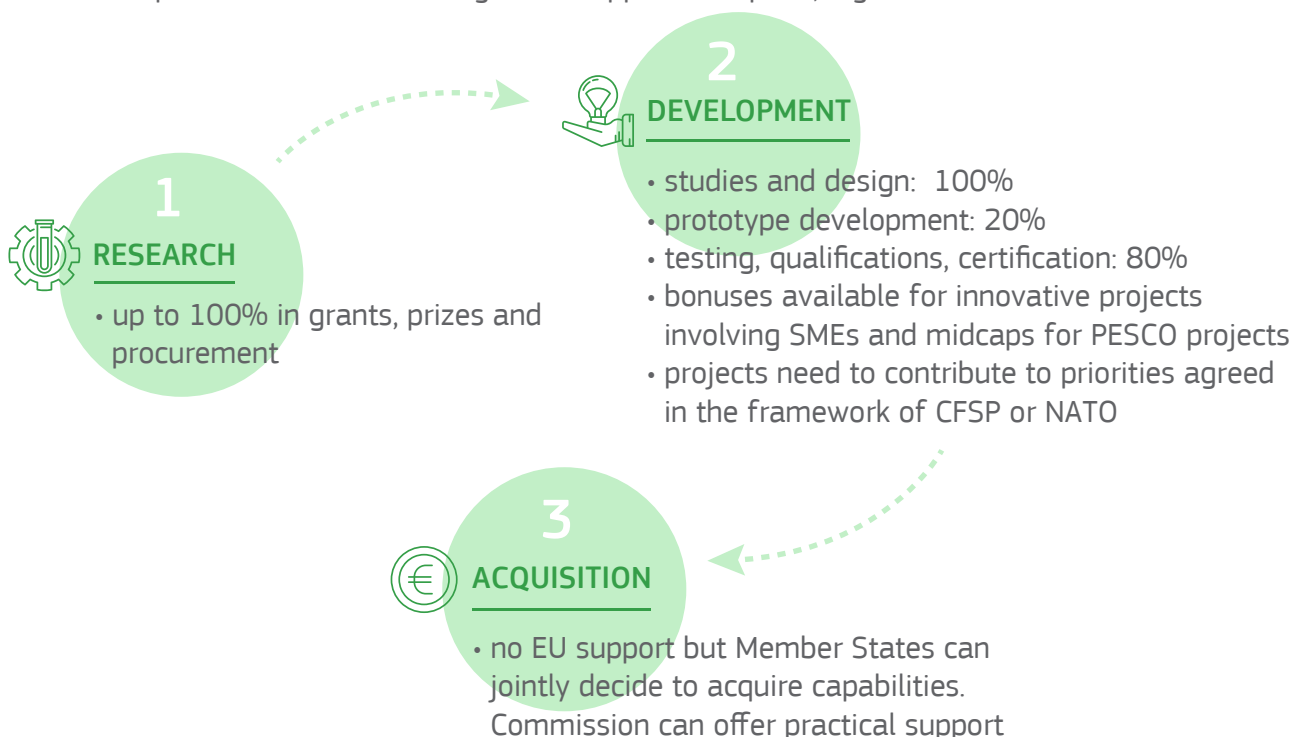 1
RESEARCH
• up to 100% in grants, prizes and
procurement
2
DEVELOPMENT
• studies and design: 100%
• prototype development: 20%
• testing, qualifications, certification: 80%
• bonuses available for innovative projects
involving SMEs and midcaps for PESCO projects
• projects need to contribute to priorities agreed
in the framework of CFSP or NATO
3
ACQUISITION
• no EU support but Member States can
jointly decide to acquire capabilities.
Commission can offer practical support